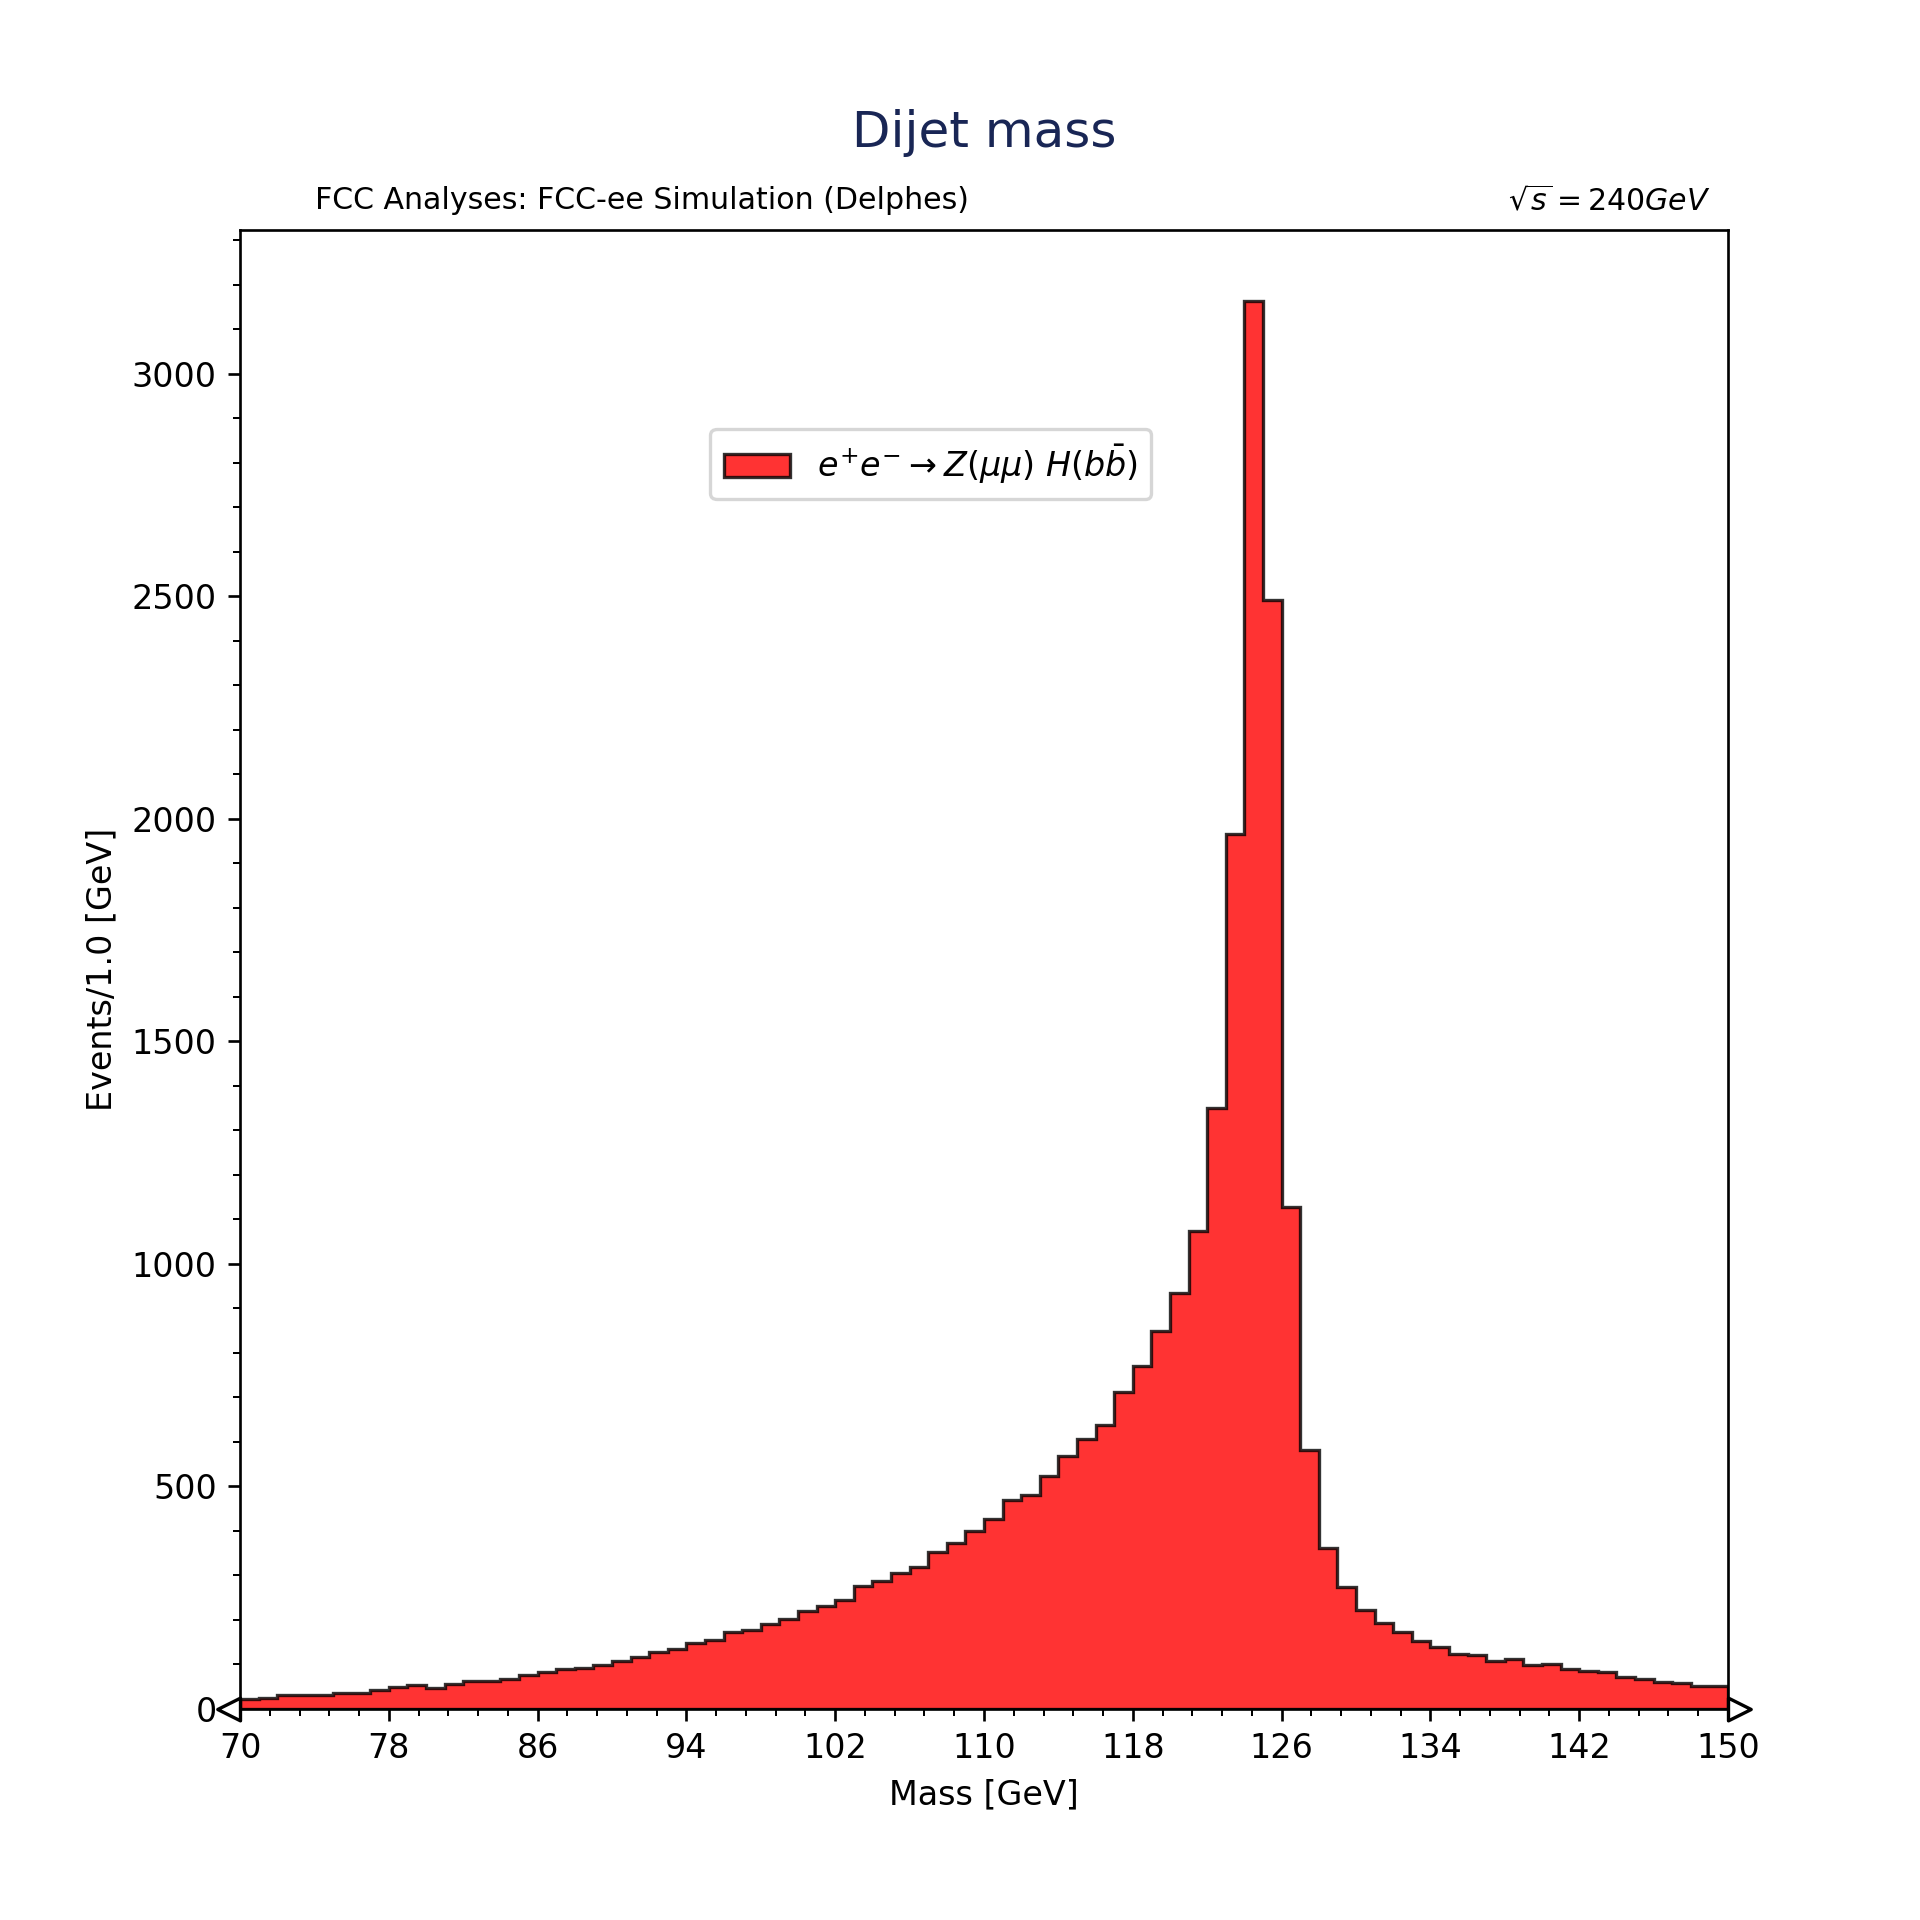 Dijet mass
FCC Analyses: FCC-ee Simulation (Delphes)
√s = 240GeV
e⁺e⁻ → Z(μμ) H(bb̄)
3000
2500
2000
1500
1000
500
0
Events/1.0 [GeV]
70 78 86 94 102 110 118 126 134 142 150
Mass [GeV]